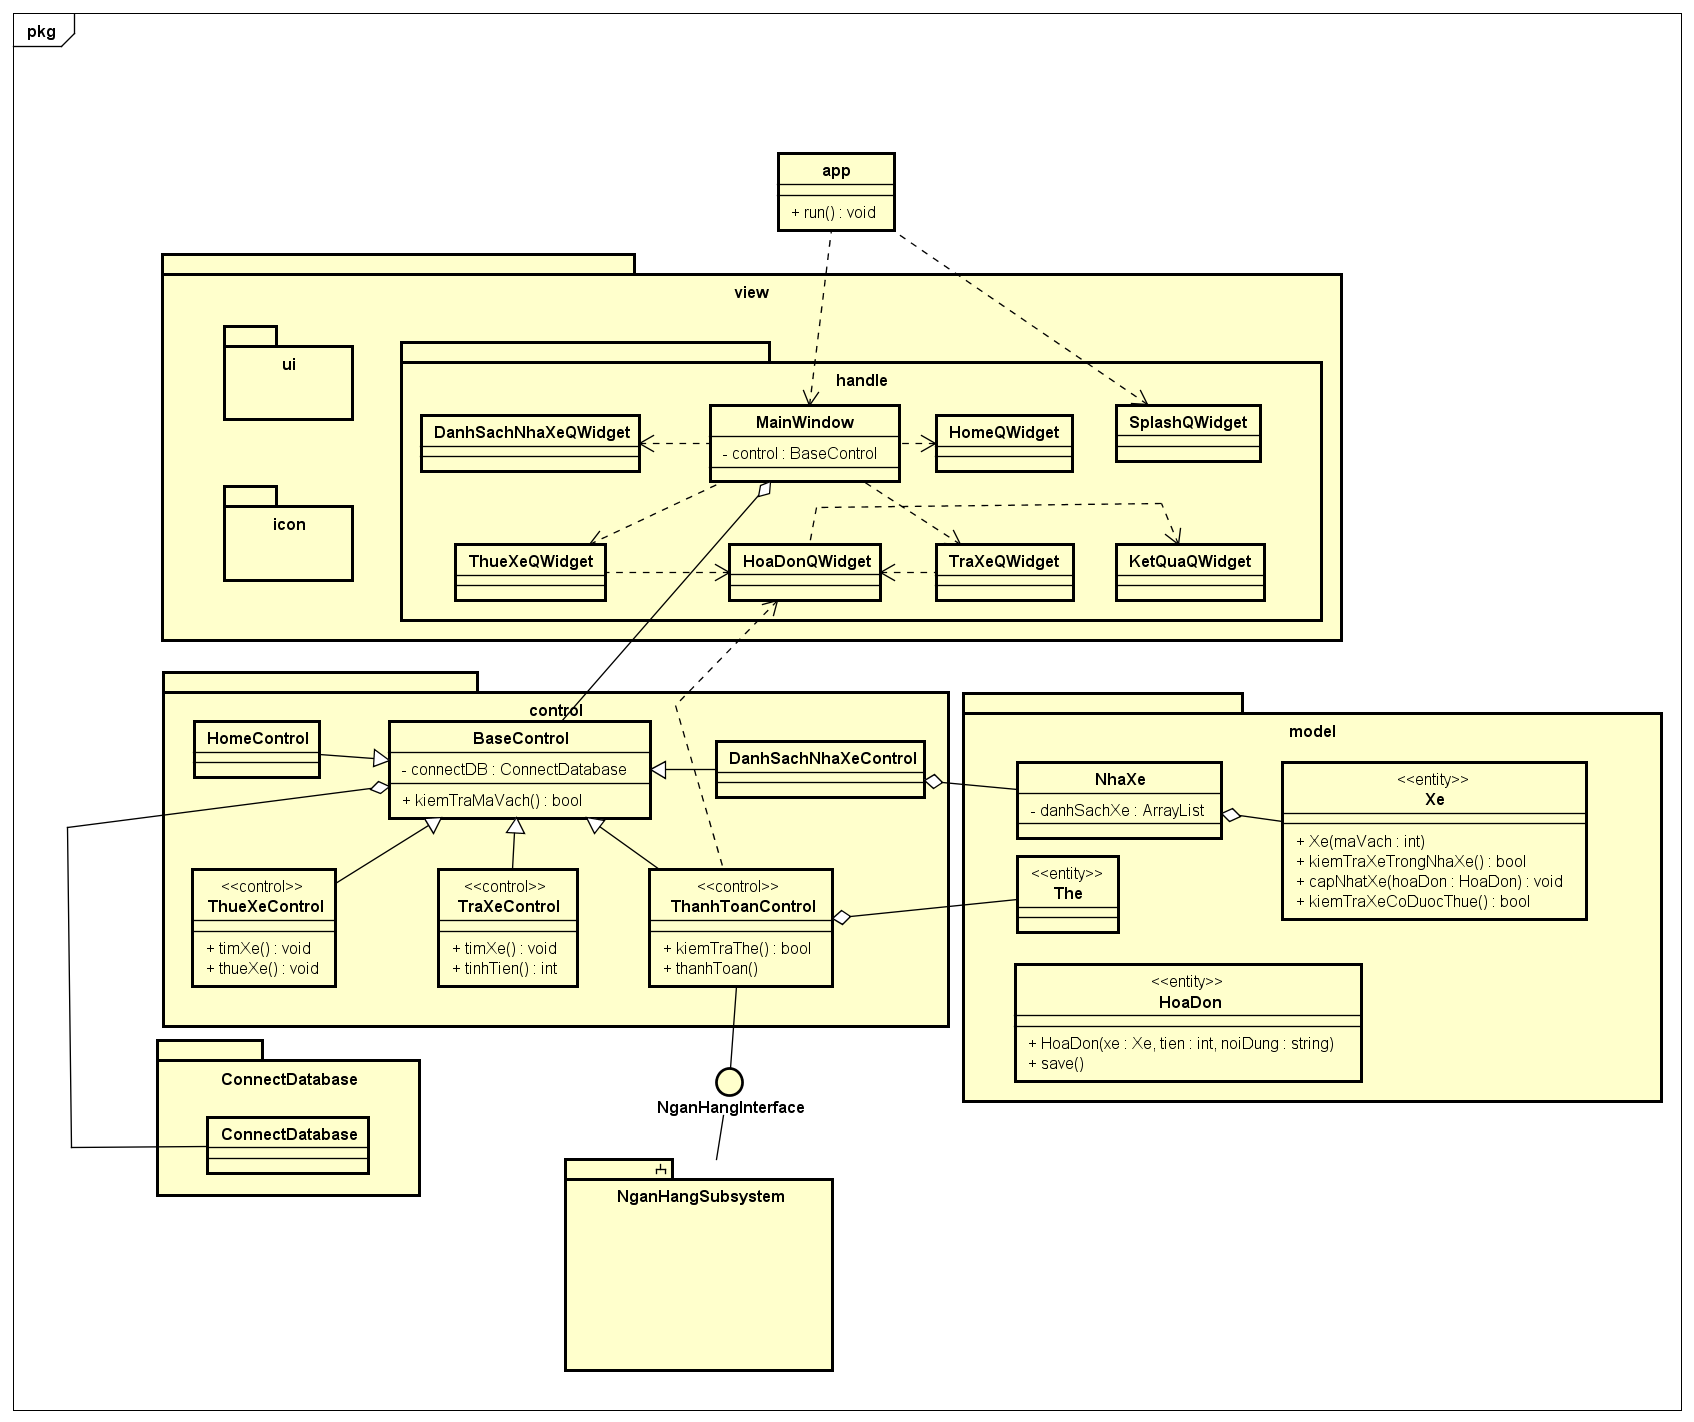 pkg
app
+ run() : void
view
ui
icon
handle
DanhSachNhaXeQWidget
MainWindow
- control : BaseControl
HomeQWidget
SplashQWidget
ThueXeQWidget
HoaDonQWidget
TraXeQWidget
KetQuaQWidget
control
HomeControl
BaseControl
- connectDB : ConnectDatabase
+ kiemTraMaVach() : bool
DanhSachNhaXeControl
<<control>>
ThueXeControl
+ timXe() : void
+ thueXe() : void
<<control>>
TraXeControl
+ timXe() : void
+ tinhTien() : int
<<control>>
ThanhToanControl
+ kiemTraThe() : bool
+ thanhToan()
model
NhaXe
- danhSachXe : ArrayList
<<entity>>
Xe
+ Xe(maVach : int)
+ kiemTraXeTrongNhaXe() : bool
+ capNhatXe(hoaDon : HoaDon) : void
+ kiemTraXeCoDuocThue() : bool
<<entity>>
The
<<entity>>
HoaDon
+ HoaDon(xe : Xe, tien : int, noiDung : string)
+ save()
ConnectDatabase
ConnectDatabase
NganHangInterface
NganHangSubsystem